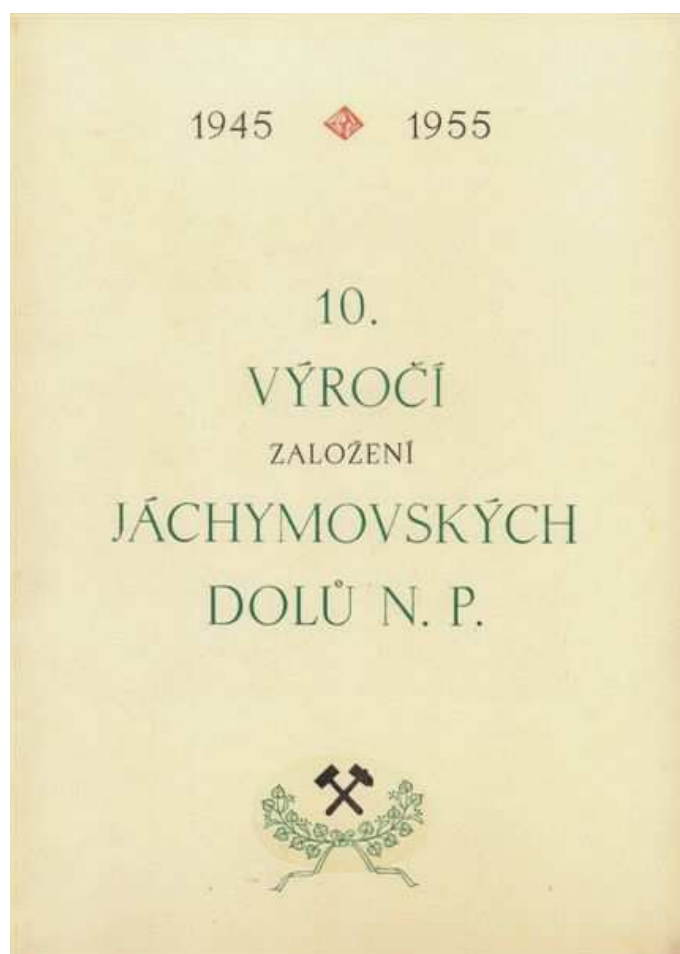 1945 1955
10.
VÝROČÍ
ZALOŽENÍ
JÁCHYMOVSKÝCH
DOLŮ N. P.